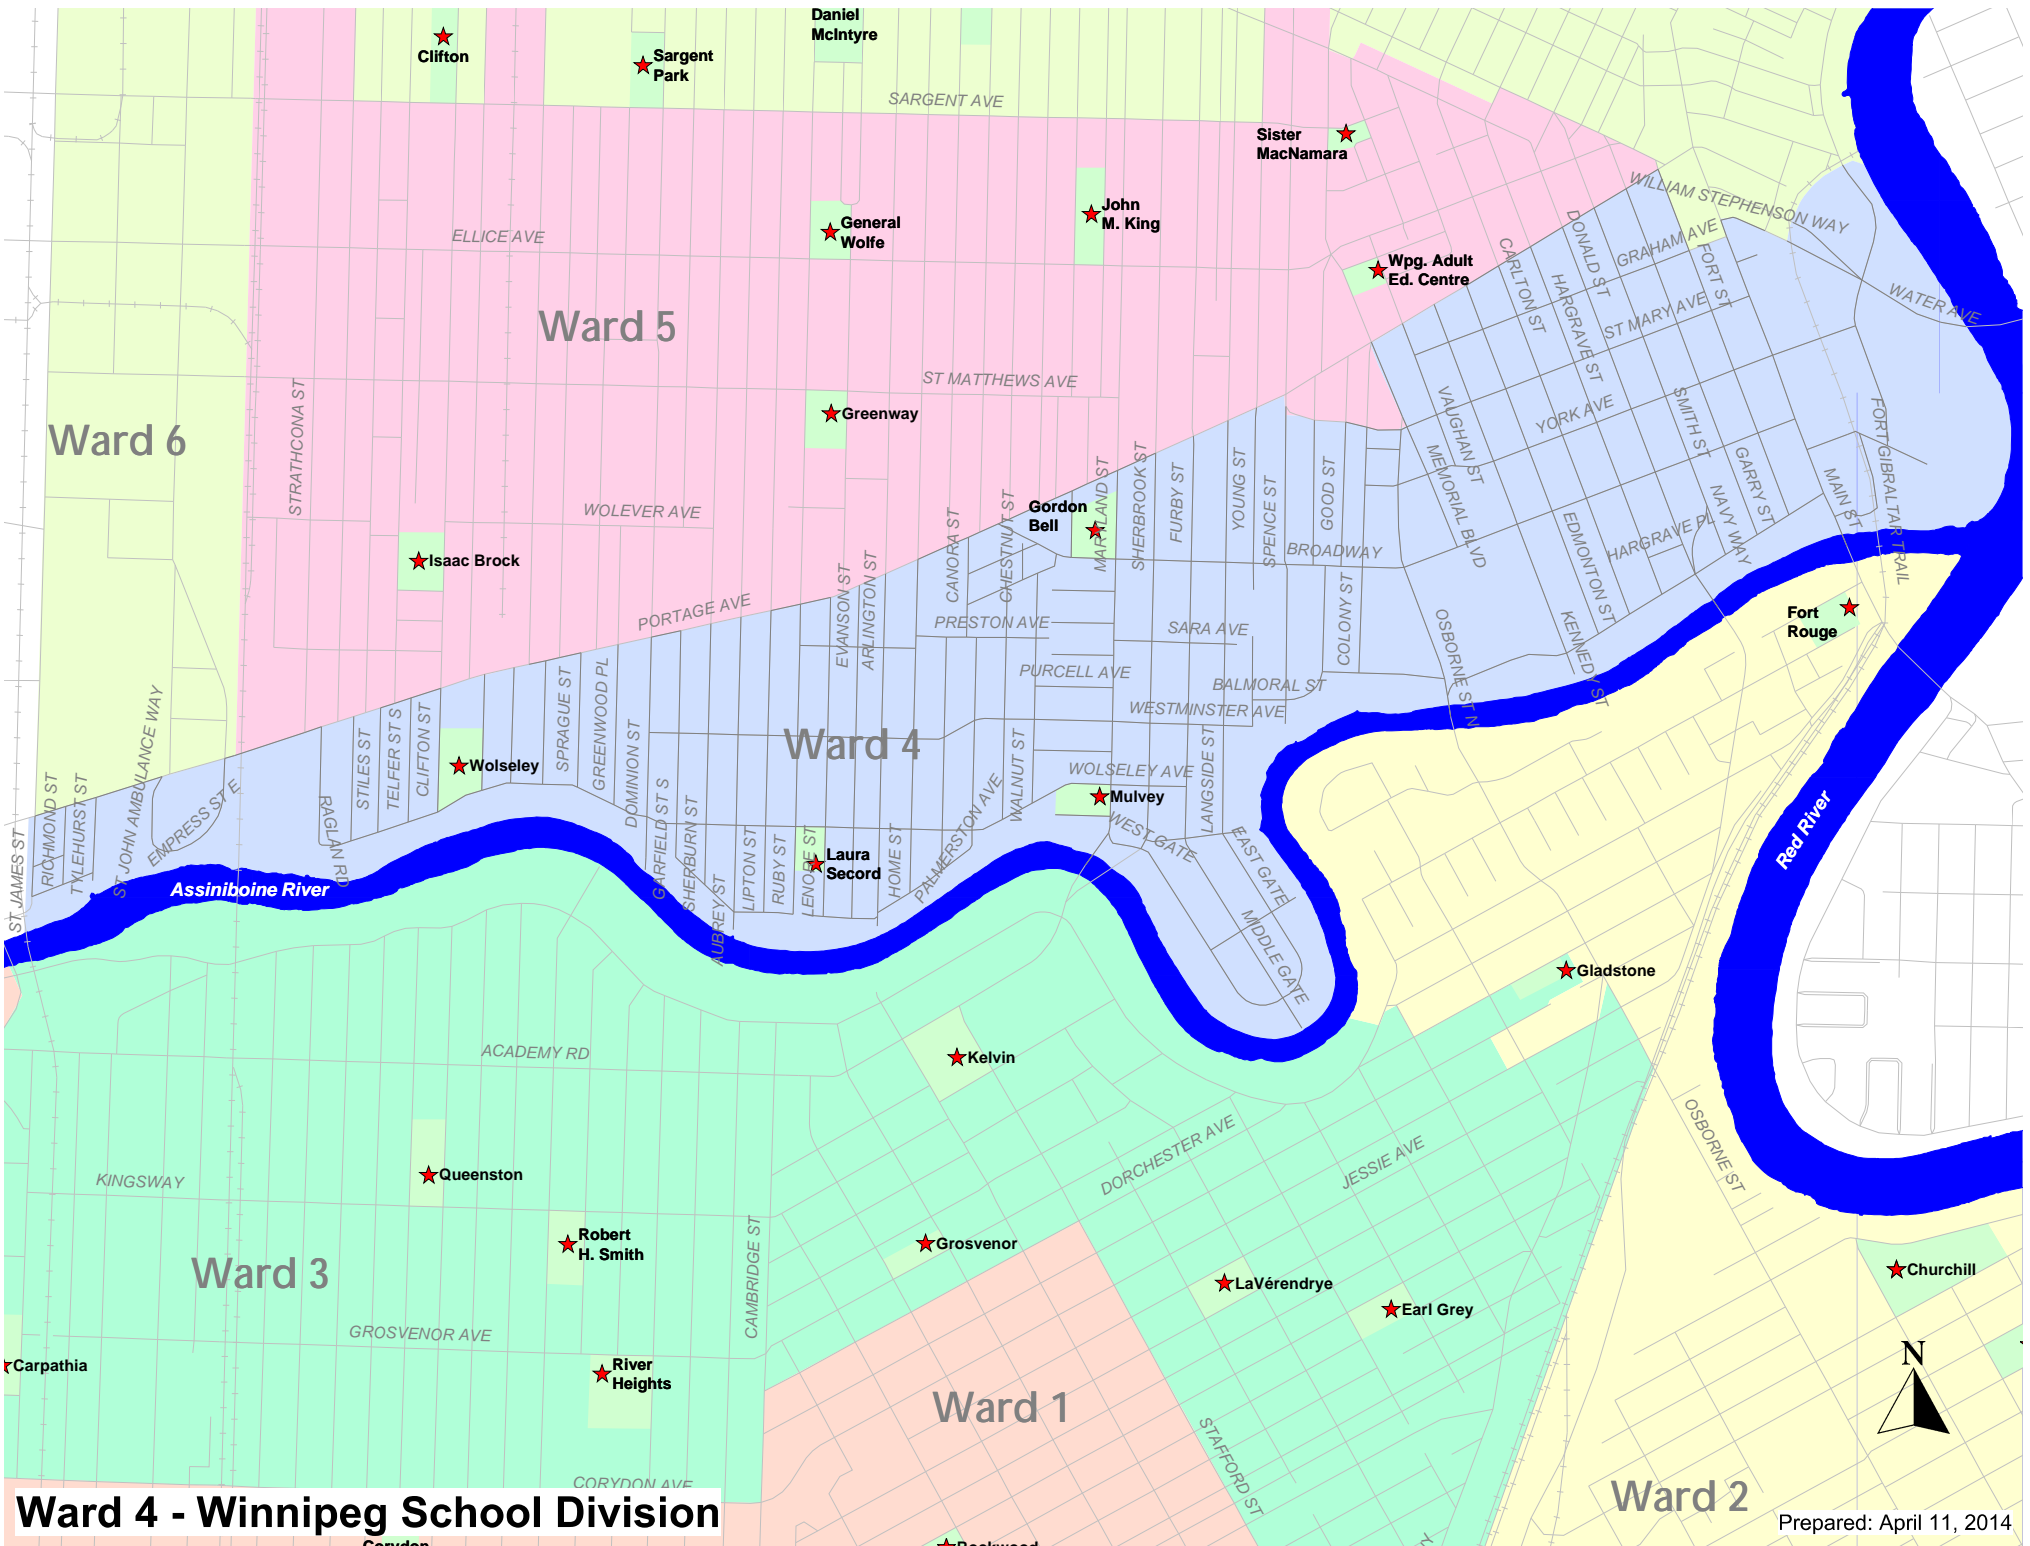 Daniel
McIntyre
Clifton
Sargent
Park
SARGENT AVE
Sister
MacNamara
WILLIAM STEPHENSON WAY
John
M. King
General
Wolfe
ELLICE AVE
Wpg. Adult
Ed. Centre
CARLTON ST
DONALD ST
GRAHAM AVE
FORT ST
HARGRAVE ST
ST MARY AVE
WATER AVE
Ward 5
ST MATTHEWS AVE
STRATHCONA ST
Greenway
Ward 6
YORK AVE
VAUGHAN ST
SMITH ST
FORT GIBRALTAR TRAIL
MEMORIAL BLVD
GARRY ST
MAIN ST
NAVY WAY
HARGRAVE PL
EDMONTON ST
WOLEVER AVE
Gordon
Bell
MARYLAND ST
SHERBROOK ST
FURBY ST
YOUNG ST
SPENCE ST
GOOD ST
BROADWAY
CANORA ST
CHESTNUT ST
Isaac Brock
EVANSON ST
ARLINGTON ST
PORTAGE AVE
PRESTON AVE
SARA AVE
COLONY ST
OSBORNE ST N
KENNEDY ST
Fort
Rouge
PURCELL AVE
BALMORAL ST
WESTMINSTER AVE
Ward 4
SPRAGUE ST
GREENWOOD PL
DOMINION ST
STILES ST
TELFER ST S
CLIFTON ST
Wolseley
WALNUT ST
WOLSELEY AVE
LANGSIDE ST
Mulvey
WEST GATE
EAST GATE
MIDDLE GATE
ST JAMES ST
RICHMOND ST
TYLEHURST ST
ST JOHN AMBULANCE WAY
EMPRESS ST E
RAGLAN RD
GARFIELD ST S
SHERBURN ST
AUBREY ST
LIPTON ST
RUBY ST
LENORE ST
Laura
Secord
HOME ST
PALMERSTON AVE
Assiniboine River
Red River
Gladstone
ACADEMY RD
Kelvin
KINGSWAY
Queenston
DORCHESTER AVE
JESSIE AVE
OSBORNE ST
Robert
H. Smith
CAMBRIDGE ST
Grosvenor
Ward 3
LaVérendrye
Earl Grey
Churchill
GROSVENOR AVE
Carpathia
River
Heights
N
Ward 1
STAFFORD ST
CORYDON AVE
Ward 2
Ward 4 - Winnipeg School Division
Prepared: April 11, 2014
Corydon
Rockwood